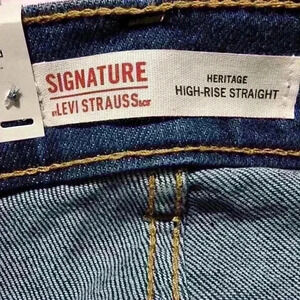 SIGNATURE
BY LEVI STRAUSS & CO.
HERITAGE
HIGH-RISE STRAIGHT